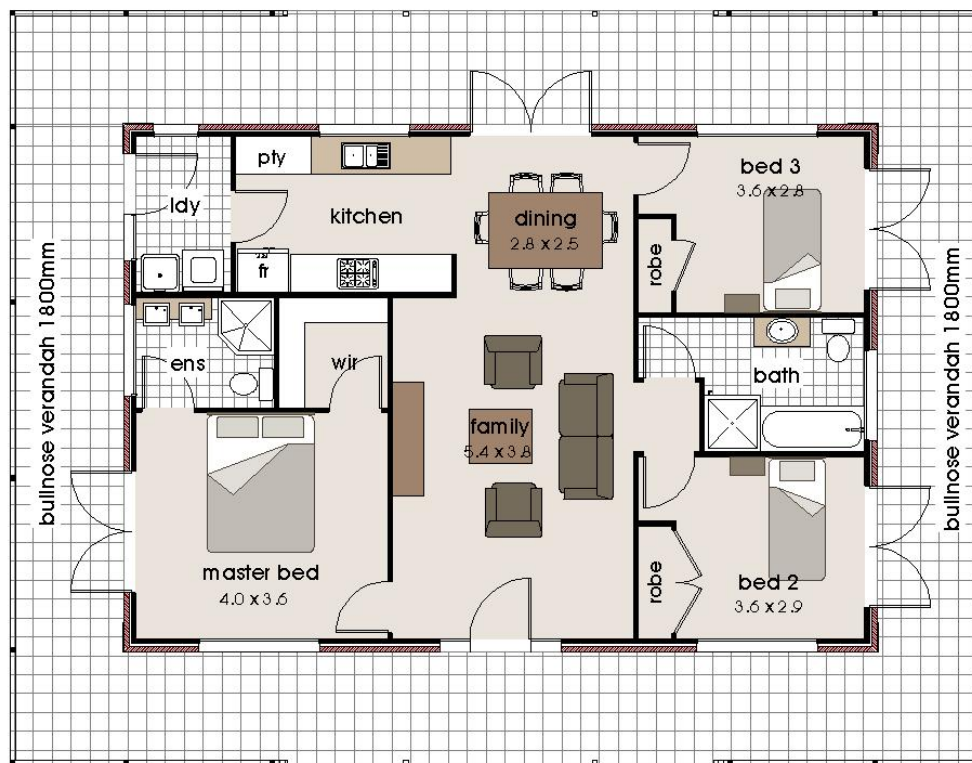 pty
kitchen
ldy
fr
dining
2.8 x 2.5
bed 3
3.6 x 2.8
robe
bullnose verandah 1800mm
ens
wir
bath
family
5.4 x 3.8
bullnose verandah 1800mm
master bed
4.0 x 3.6
robe
bed 2
3.6 x 2.9